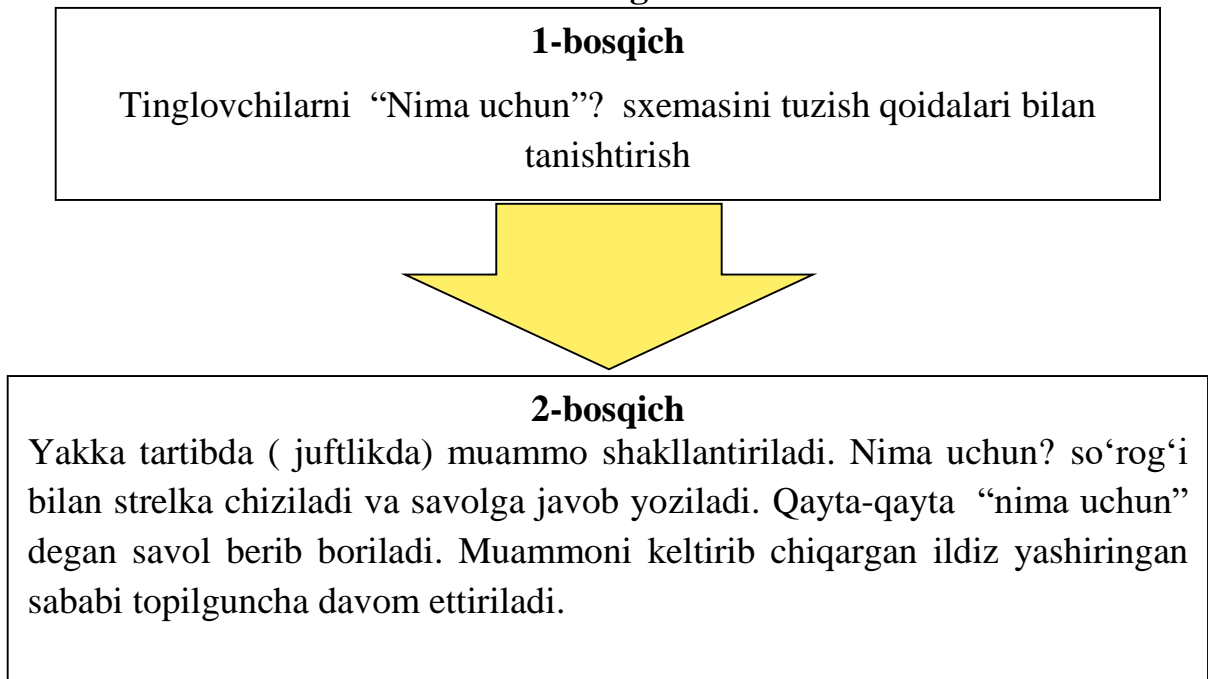 1-bosqich
Tinglovchilarni “Nima uchun”? sxemasini tuzish qoidalari bilan
tanishtirish
2-bosqich
Yakka tartibda ( juftlikda) muammo shakllantiriladi. Nima uchun? so‘rog‘i
bilan strelka chiziladi va savolga javob yoziladi. Qayta-qayta “nima uchun”
degan savol berib boriladi. Muammoni keltirib chiqargan ildiz yashiringan
sababi topilguncha davom ettiriladi.